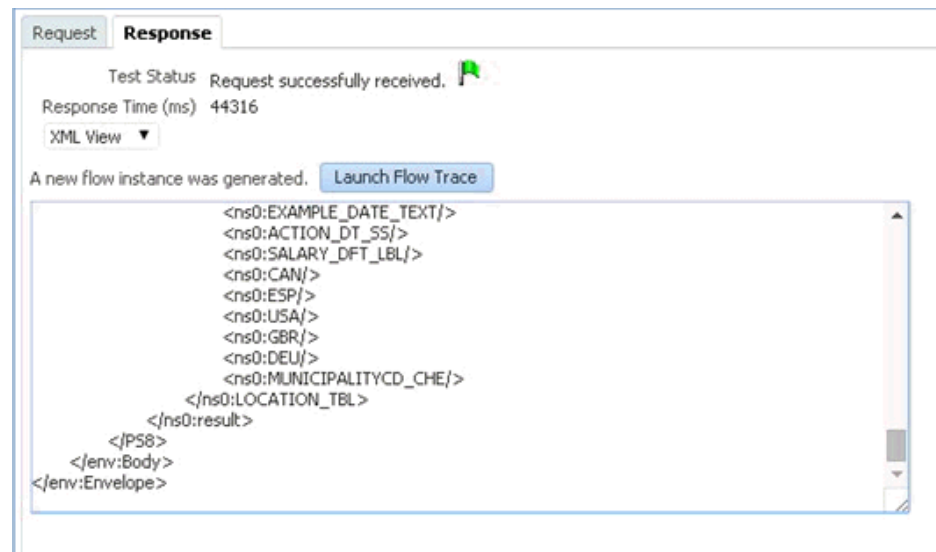 Request Response
Test Status Request successfully received.
Response Time (ms) 44316
XML View
A new flow instance was generated. Launch Flow Trace
<ns0:EXAMPLE_DATE_TEXT/>
<ns0:ACTION_DT_SS/>
<ns0:SALARY_DFT_LBL/>
<ns0:CAN/>
<ns0:ESP/>
<ns0:USA/>
<ns0:GBR/>
<ns0:DEU/>
<ns0:MUNICIPALITYCD_CHE/>
</ns0:LOCATION_TBL>
</ns0:result>
</PS8>
</env:Body>
</env:Envelope>